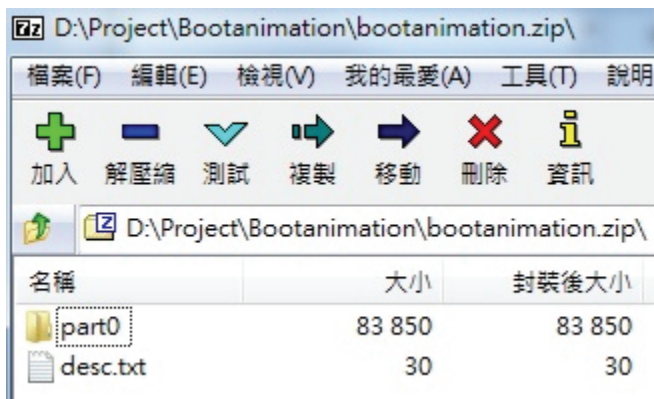 7z D:\Project\Bootanimation\bootanimation.zip\
檔案(F) 編輯(E) 檢視(V) 我的最愛(A) 工具(T) 說明
加入 解壓縮 測試 複製 移動 刪除 資訊
D:\Project\Bootanimation\bootanimation.zip\
名稱 大小 封裝後大小
part0 83 850 83 850
desc.txt 30 30